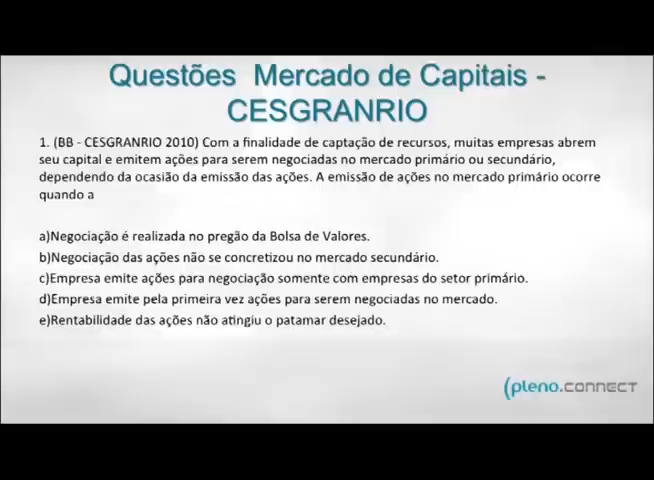 Questões  Mercado de Capitais -
CESGRANRIO
1. (BB - CESGRANRIO 2010) Com a finalidade de captação de recursos, muitas empresas abrem
seu capital e emitem ações para serem negociadas no mercado primário ou secundário,
dependendo da ocasião da emissão das ações. A emissão de ações no mercado primário ocorre
quando a
a)Negociação é realizada no pregão da Bolsa de Valores.
b)Negociação das ações não se concretizou no mercado secundário.
c)Empresa emite ações para negociação somente com empresas do setor primário.
d)Empresa emite pela primeira vez ações para serem negociadas no mercado.
e)Rentabilidade das ações não atingiu o patamar desejado.
pleno.connect